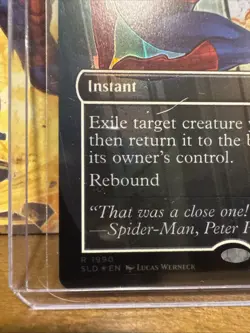 Instant
Exile target creature
then return it to the
its owner's control.
Rebound
"That was a close one!
—Spider-Man, Peter
R 1990
SLD ★ EN LUCAS WERNECK